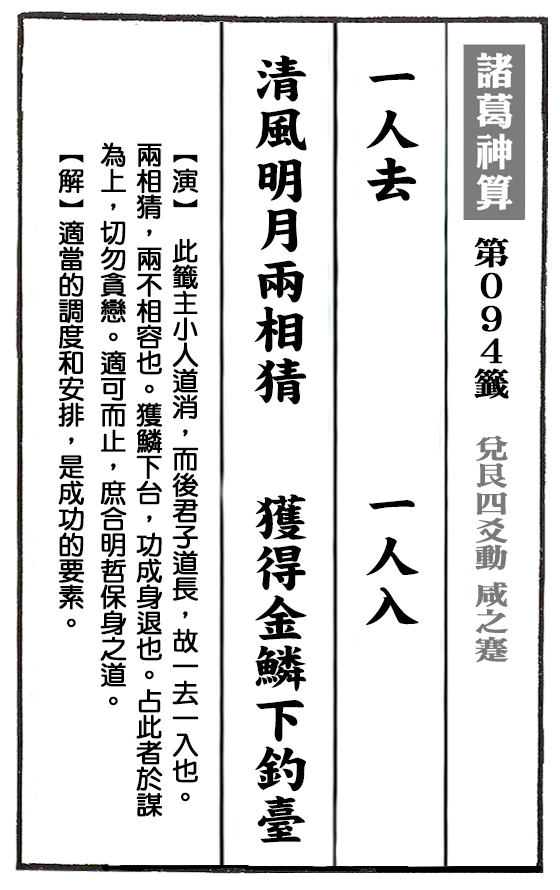 諸葛神算 第０９４籤 兌艮四爻動 咸之蹇
一人去 一人入
清風明月兩相猜 獲得金鱗下釣臺
【演】 此籤主小人道消，而後君子道長，故一去一入也。
兩相猜，兩不相容也。獲鱗下台，功成身退也。占此者於謀
為上，切勿貪戀。適可而止，庶合明哲保身之道。
【解】適當的調度和安排，是成功的要素。